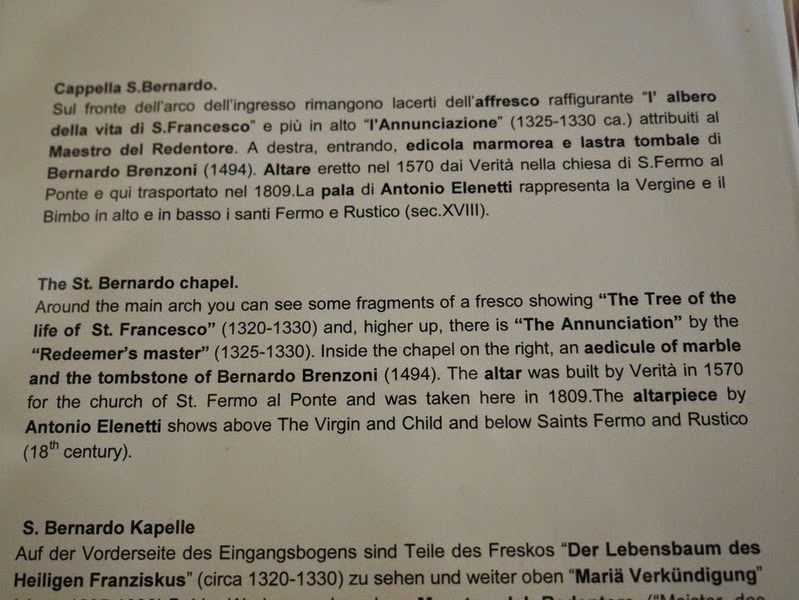 Cappella S.Bernardo.
Sul fronte dell'arco dell'ingresso rimangono lacerti dell'affresco raffigurante "l' albero
della vita di S.Francesco" e più in alto "l'Annunciazione" (1325-1330 ca.) attribuiti al
Maestro del Redentore. A destra, entrando, edicola marmorea e lastra tombale di
Bernardo Brenzoni (1494). Altare eretto nel 1570 dai Verità nella chiesa di S.Fermo al
Ponte e qui trasportato nel 1809.La pala di Antonio Elenetti rappresenta la Vergine e il
Bimbo in alto e in basso i santi Fermo e Rustico (sec.XVIII).
The St. Bernardo chapel.
Around the main arch you can see some fragments of a fresco showing "The Tree of the
life of St. Francesco" (1320-1330) and, higher up, there is "The Annunciation" by the
"Redeemer's master" (1325-1330). Inside the chapel on the right, an aedicule of marble
and the tombstone of Bernardo Brenzoni (1494). The altar was built by Verità in 1570
for the church of St. Fermo al Ponte and was taken here in 1809.The altarpiece by
Antonio Elenetti shows above The Virgin and Child and below Saints Fermo and Rustico
(18th century).
S. Bernardo Kapelle
Auf der Vorderseite des Eingangsbogens sind Teile des Freskos "Der Lebensbaum des
Heiligen Franziskus" (circa 1320-1330) zu sehen und weiter oben "Mariä Verkündigung"